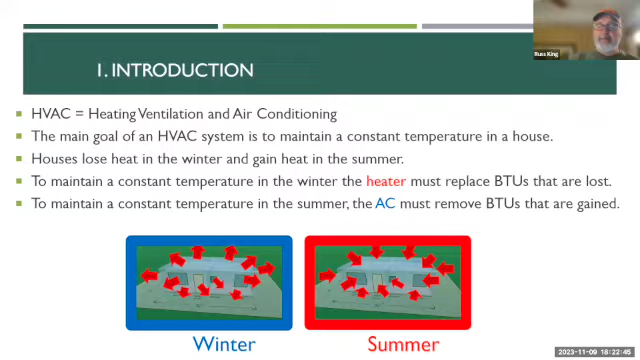 Russ King
1. INTRODUCTION
HVAC = Heating Ventilation and Air Conditioning
The main goal of an HVAC system is to maintain a constant temperature in a house.
Houses lose heat in the winter and gain heat in the summer.
To maintain a constant temperature in the winter the heater must replace BTUs that are lost.
To maintain a constant temperature in the summer, the AC must remove BTUs that are gained.
Winter
Summer
2023-11-09 18:22:45